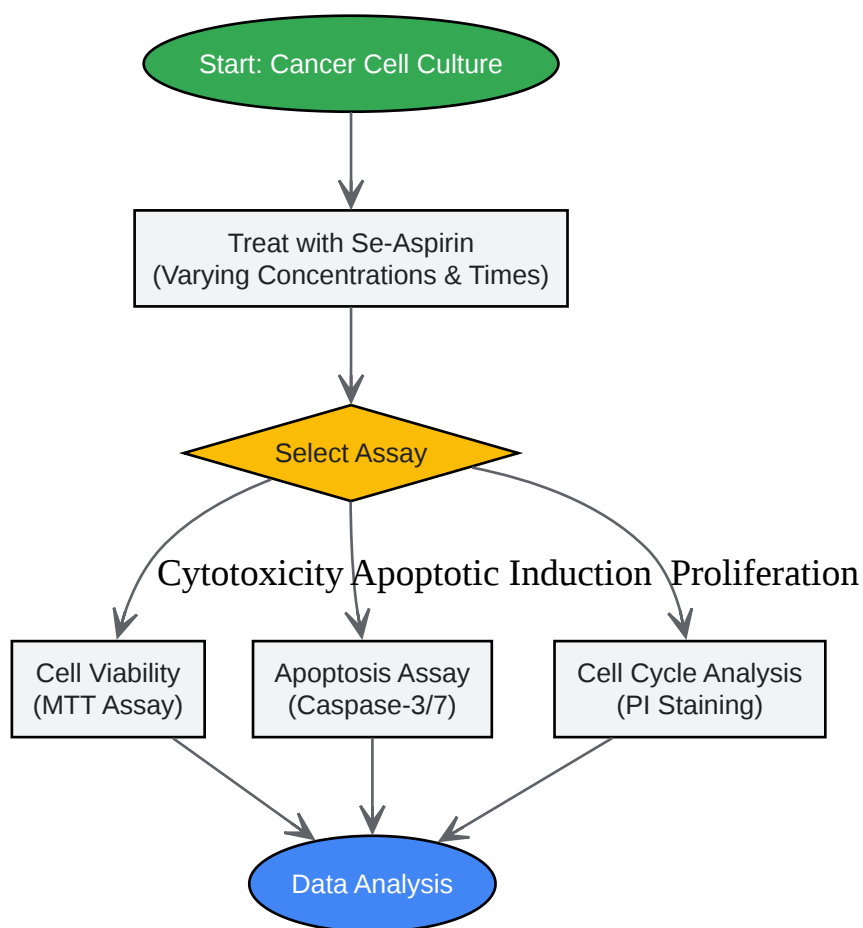 Start: Cancer Cell Culture
Treat with Se-Aspirin
(Varying Concentrations & Times)
Select Assay
Cytotoxicity
Apoptotic Induction
Proliferation
Cell Viability
(MTT Assay)
Apoptosis Assay
(Caspase-3/7)
Cell Cycle Analysis
(PI Staining)
Data Analysis